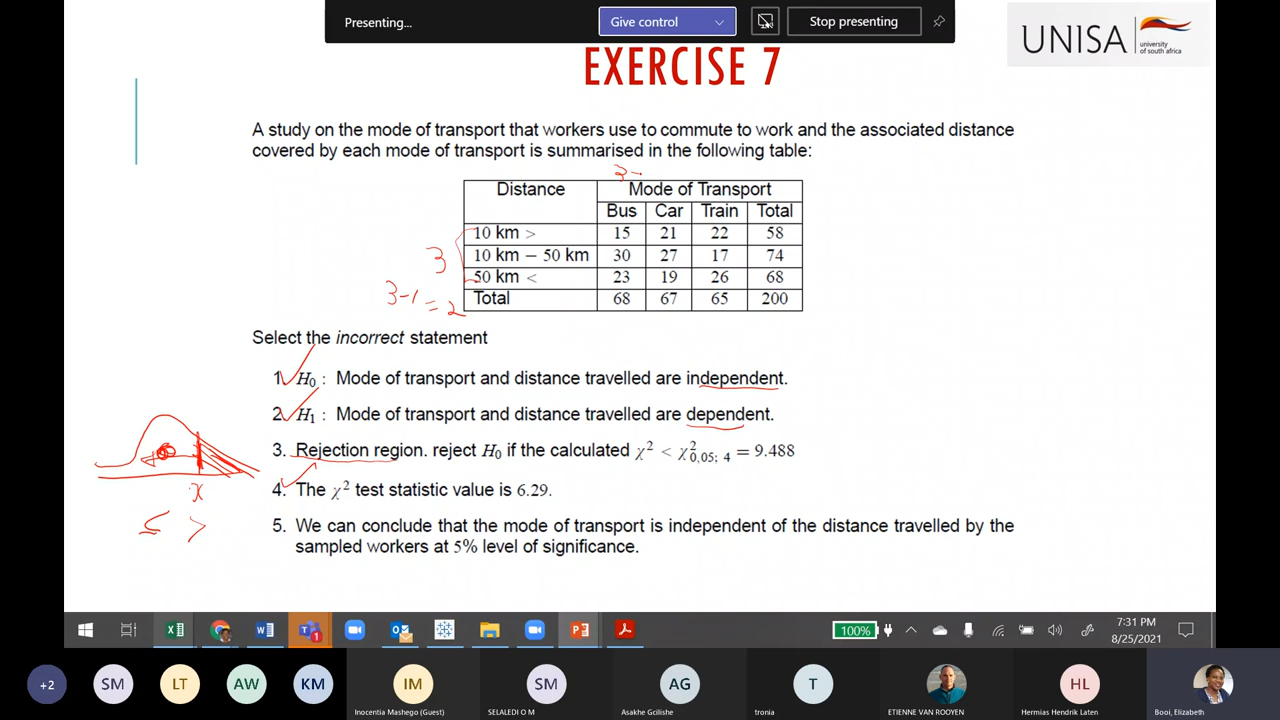 Presenting...
Give control
Stop presenting
UNISA
university
of south africa
EXERCISE 7
A study on the mode of transport that workers use to commute to work and the associated distance
covered by each mode of transport is summarised in the following table:
3 -
Distance Mode of Transport
Bus Car Train Total
10 km > 15 21 22 58
10 km − 50 km 30 27 17 74
3
50 km < 23 19 26 68
3-1 = 2
Total 68 67 65 200
Select the incorrect statement
1. H0 : Mode of transport and distance travelled are independent.
2. H1 : Mode of transport and distance travelled are dependent.
3. Rejection region. reject H0 if the calculated χ² < χ²0,05; 4 = 9.488
4. The χ² test statistic value is 6.29.
x
≤ >
5. We can conclude that the mode of transport is independent of the distance travelled by the
sampled workers at 5% level of significance.
100%
7:31 PM
8/25/2021
1
+2 SM LT AW KM IM SM AG T HL
Inocentia Mashego (Guest) SELALEDI O M Asakhe Gcilishe tronia ETIENNE VAN ROOYEN Hermias Hendrik Laten Booi, Elizabeth